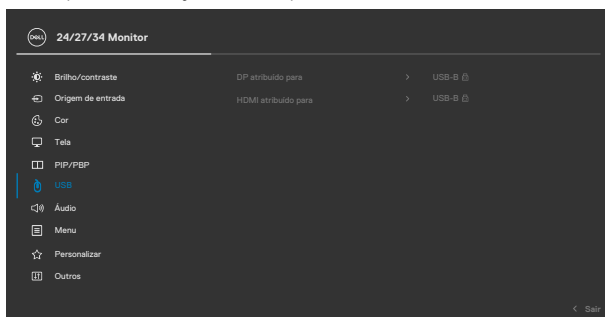 DELL 24/27/34 Monitor
Brilho/contraste DP atribuído para > USB-B
Origem de entrada HDMI atribuído para > USB-B
Cor
Tela
PIP/PBP
USB
Áudio
Menu
Personalizar
Outros
< Sair